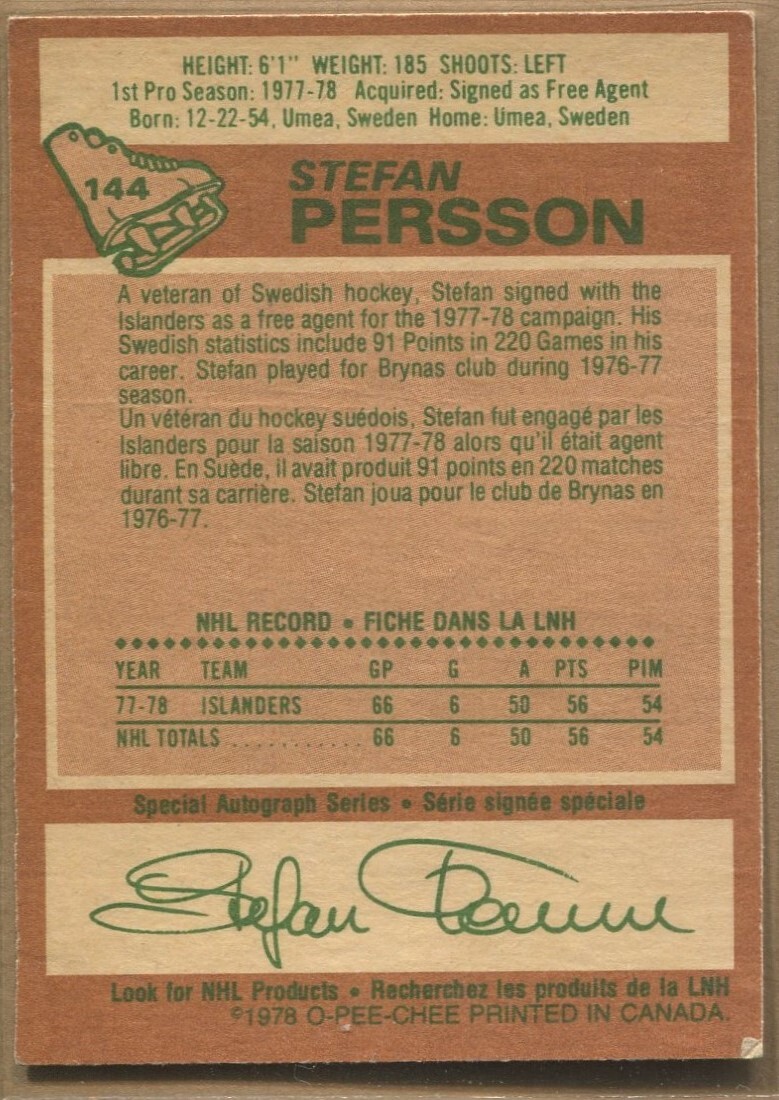 HEIGHT: 6'1" WEIGHT: 185 SHOOTS: LEFT
1st Pro Season: 1977-78 Acquired: Signed as Free Agent
Born: 12-22-54, Umea, Sweden Home: Umea, Sweden
144
STEFAN
PERSSON
A veteran of Swedish hockey, Stefan signed with the
Islanders as a free agent for the 1977-78 campaign. His
Swedish statistics include 91 Points in 220 Games in his
career. Stefan played for Brynas club during 1976-77
season.
Un vétéran du hockey suédois, Stefan fut engagé par les
Islanders pour la saison 1977-78 alors qu'il était agent
libre. En Suède, il avait produit 91 points en 220 matches
durant sa carrière. Stefan joua pour le club de Brynas en
1976-77.
NHL RECORD • FICHE DANS LA LNH
YEAR TEAM GP G A PTS PIM
77-78 ISLANDERS 66 6 50 56 54
NHL TOTALS ............ 66 6 50 56 54
Special Autograph Series • Série signée spéciale
Stefan Persson
Look for NHL Products • Recherchez les produits de la LNH
©1978 O-PEE-CHEE PRINTED IN CANADA.